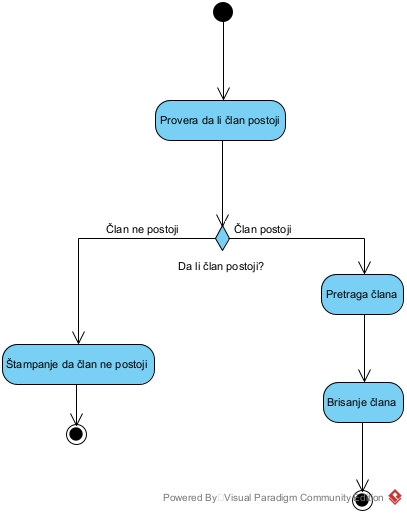 Provera da li član postoji
Član ne postoji
Član postoji
Da li član postoji?
Pretraga člana
Štampanje da član ne postoji
Brisanje člana
Powered By Visual Paradigm Community Edition